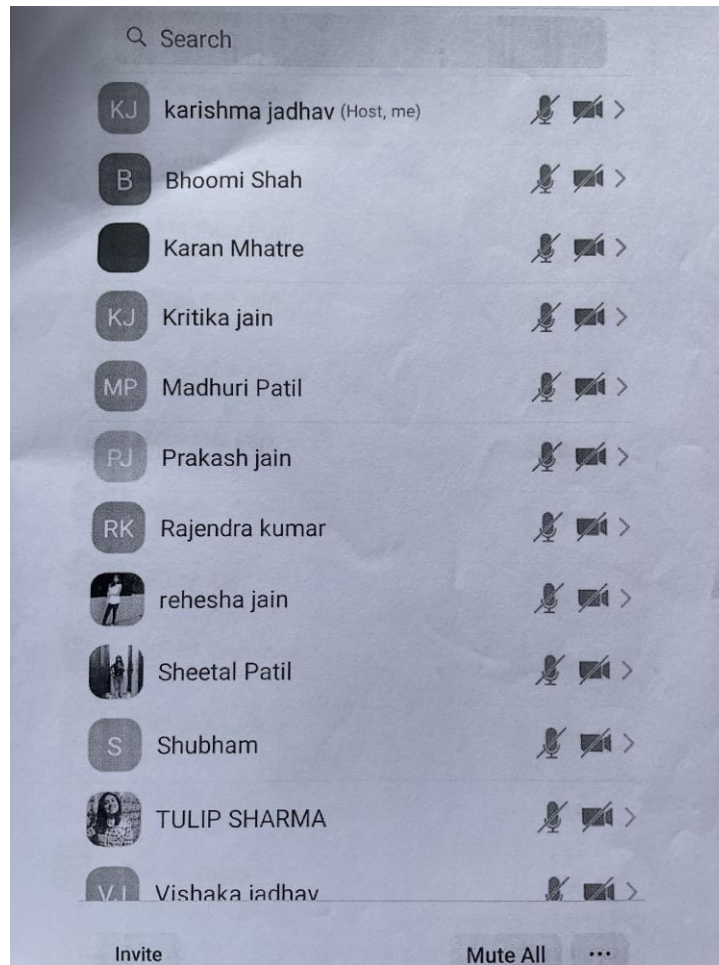 Search
KJ karishma jadhav (Host, me)
B Bhoomi Shah
Karan Mhatre
KJ Kritika jain
MP Madhuri Patil
PJ Prakash jain
RK Rajendra kumar
rehesha jain
Sheetal Patil
S Shubham
TULIP SHARMA
VJ Vishaka jadhav
Invite Mute All ...